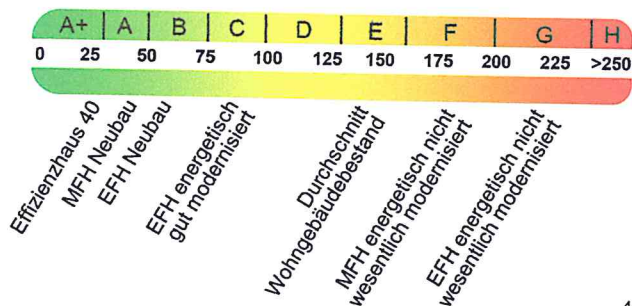 A+ A B C D E F G H
0 25 50 75 100 125 150 175 200 225 >250
Effizienzhaus 40
MFH Neubau
EFH Neubau
EFH energetisch
gut modernisiert
Durchschnitt
Wohngebäudebestand
MFH energetisch nicht
wesentlich modernisiert
EFH energetisch nicht
wesentlich modernisiert